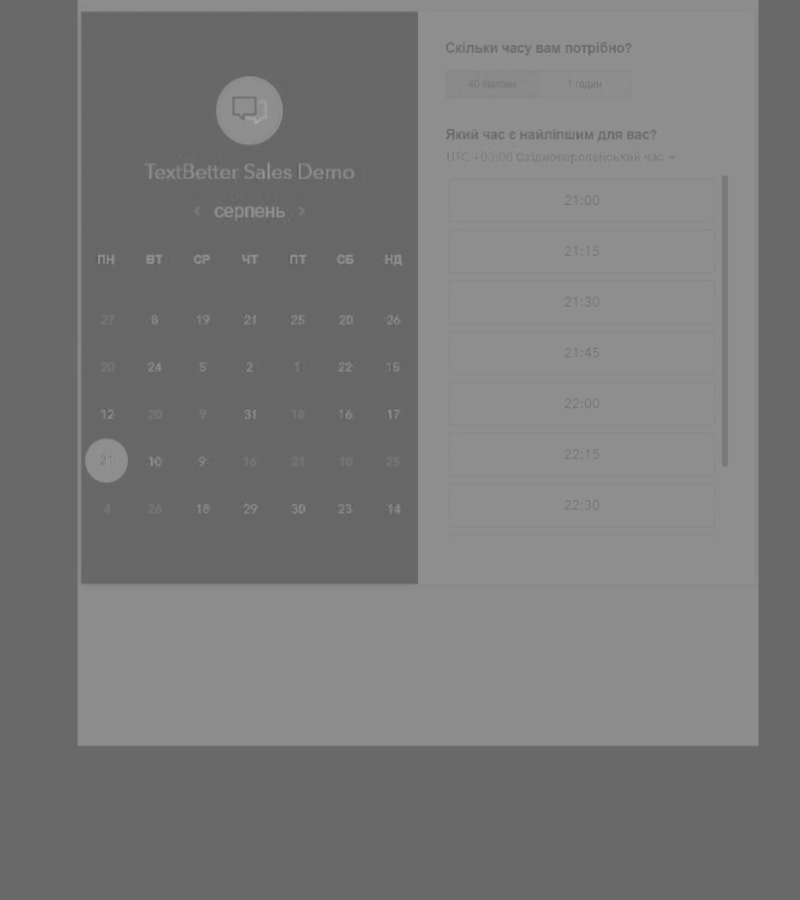 TextBetter Sales Demo
серпень
ПН ВТ СР ЧТ ПТ СБ НД
27 8 19 21 25 20 26
20 24 5 2 1 22 15
12 20 9 31 18 16 17
21 10 9 16 21 10 25
4 26 18 29 30 23 14
Скільки часу вам потрібно?
40 хвилин 1 годин
Який час є найліпшим для вас?
UTC +03:00 Східноєвропейський час
21:00
21:15
21:30
21:45
22:00
22:15
22:30